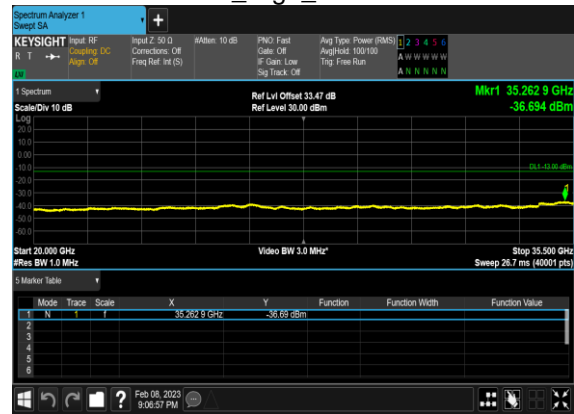 Spectrum Analyzer 1
Swept SA
KEYSIGHT Input: RF Input Z: 50 Ω #Atten: 10 dB PNO: Fast Avg Type: Power (RMS) 1 2 3 4 5 6
R T Coupling: DC Corrections: Off Gate: Off Avg|Hold: 100/100 A W W W W W
Align: Off Freq Ref: Int (S) IF Gain: Low Trig: Free Run
Sig Track: Off A N N N N N
1 Spectrum Ref Lvl Offset 33.47 dB Mkr1 35.262 9 GHz
Scale/Div 10 dB Ref Level 30.00 dBm -36.694 dBm
Log
20.0
10.0
0.00
-10.0 DL1 -13.00 dBm
-20.0
-30.0
-40.0
-50.0
-60.0
Start 20.000 GHz Video BW 3.0 MHz* Stop 35.500 GHz
#Res BW 1.0 MHz Sweep 26.7 ms (40001 pts)
5 Marker Table
Mode Trace Scale X Y Function Function Width Function Value
1 N 1 f 35.262 9 GHz -36.69 dBm
2
3
4
5
6
? Feb 08, 2023
9:06:57 PM